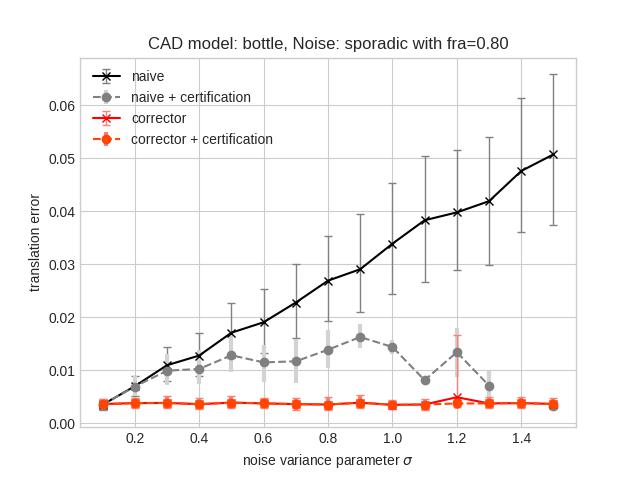 CAD model: bottle, Noise: sporadic with fra=0.80
naive
naive + certification
corrector
corrector + certification
translation error
0.06
0.05
0.04
0.03
0.02
0.01
0.00
0.2 0.4 0.6 0.8 1.0 1.2 1.4
noise variance parameter σ